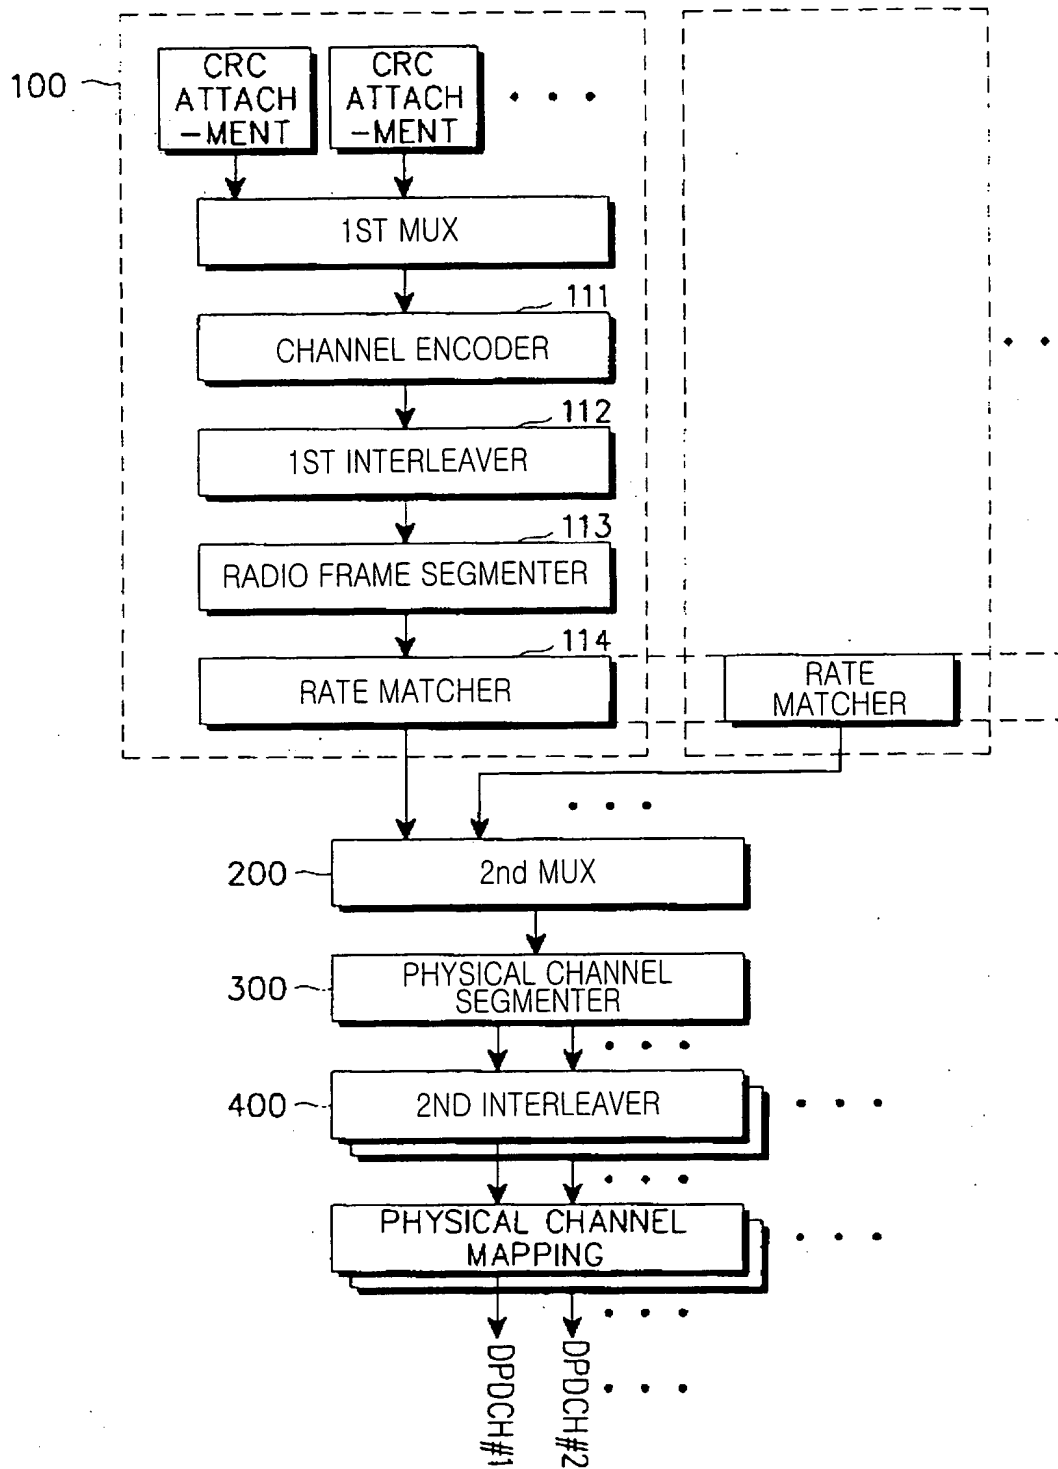 100
CRC
ATTACH
-MENT
CRC
ATTACH
-MENT
1ST MUX
111
CHANNEL ENCODER
112
1ST INTERLEAVER
113
RADIO FRAME SEGMENTER
114
RATE MATCHER
RATE
MATCHER
200
2nd MUX
300
PHYSICAL CHANNEL
SEGMENTER
400
2ND INTERLEAVER
PHYSICAL CHANNEL
MAPPING
DPDCH#1
DPDCH#2